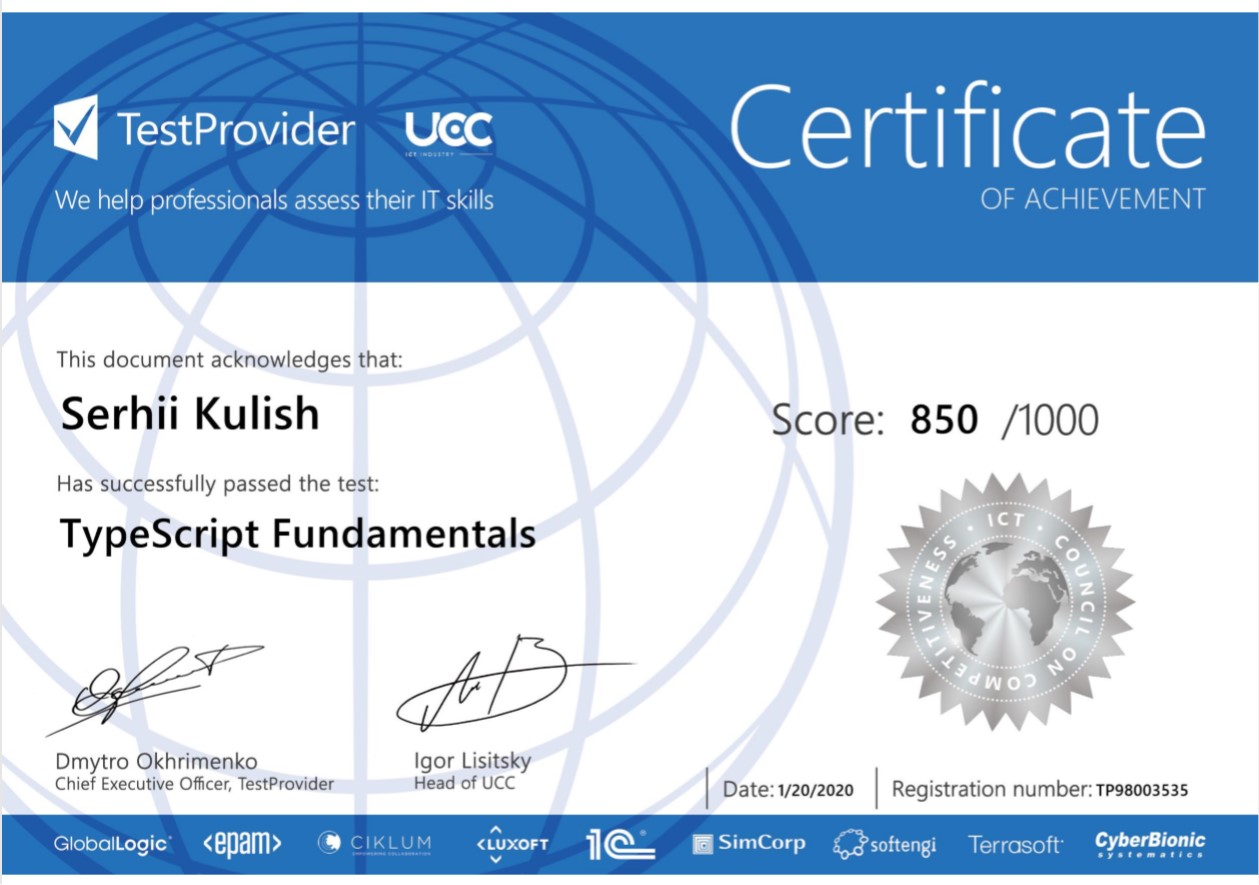 TestProvider
UCC
ICT INDUSTRY
We help professionals assess their IT skills
Certificate
OF ACHIEVEMENT
This document acknowledges that:
Serhii Kulish
Score: 850 /1000
Has successfully passed the test:
TypeScript Fundamentals
ICT • COUNCIL ON COMPETITIVENESS •
Dmytro Okhrimenko
Chief Executive Officer, TestProvider
Igor Lisitsky
Head of UCC
Date: 1/20/2020
Registration number: TP98003535
GlobalLogic
<epam>
CIKLUM
EMPOWERING COLLABORATION
<LUXOFT
1C
SimCorp
softengi
Terrasoft
CyberBionic
systematics